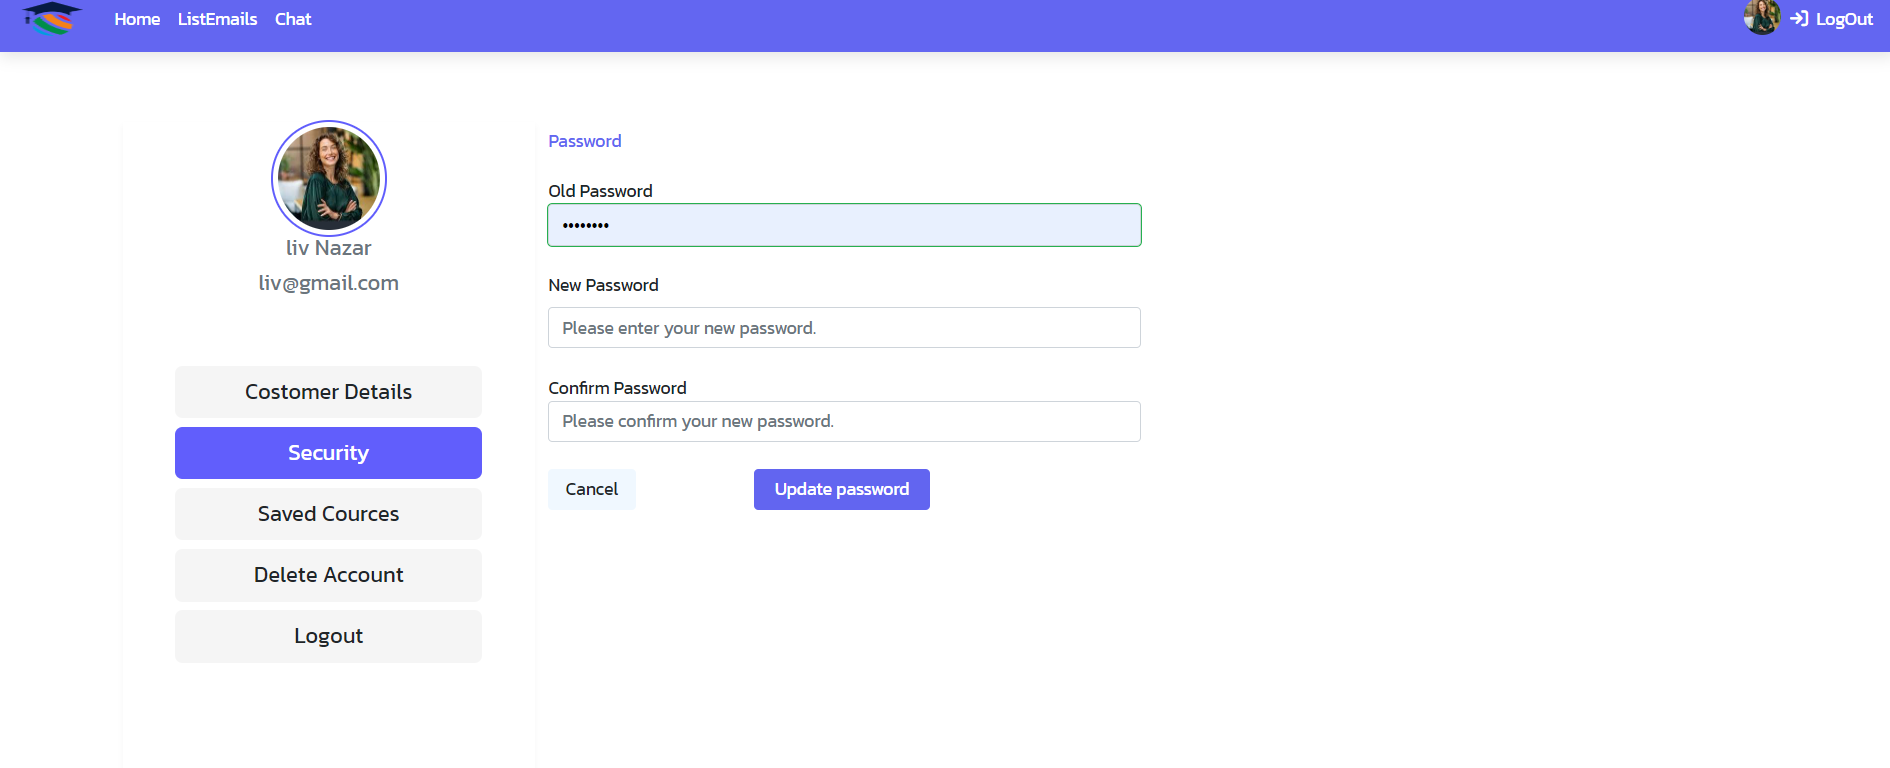 Home ListEmails Chat LogOut
liv Nazar
liv@gmail.com
Costomer Details
Security
Saved Cources
Delete Account
Logout
Password
Old Password
••••••••
New Password
Please enter your new password.
Confirm Password
Please confirm your new password.
Cancel Update password